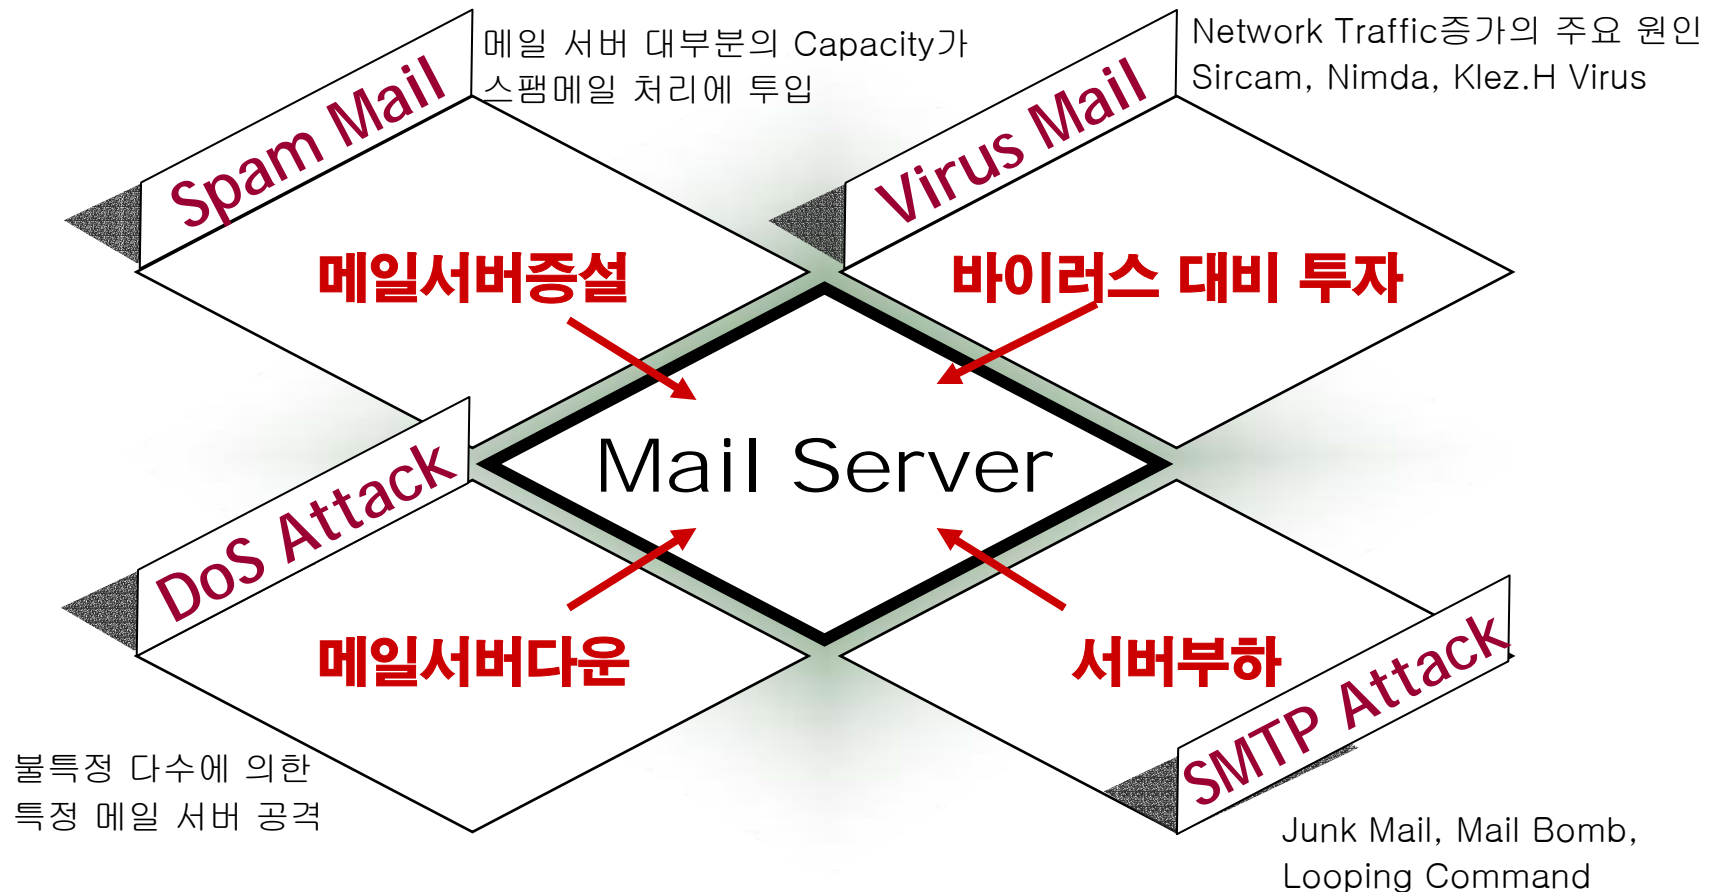 메일 서버 대부분의 Capacity가
스팸메일 처리에 투입
Spam Mail
메일서버증설
Network Traffic증가의 주요 원인
Sircam, Nimda, Klez.H Virus
Virus Mail
바이러스 대비 투자
Mail Server
DoS Attack
메일서버다운
불특정 다수에 의한
특정 메일 서버 공격
서버부하
SMTP Attack
Junk Mail, Mail Bomb,
Looping Command